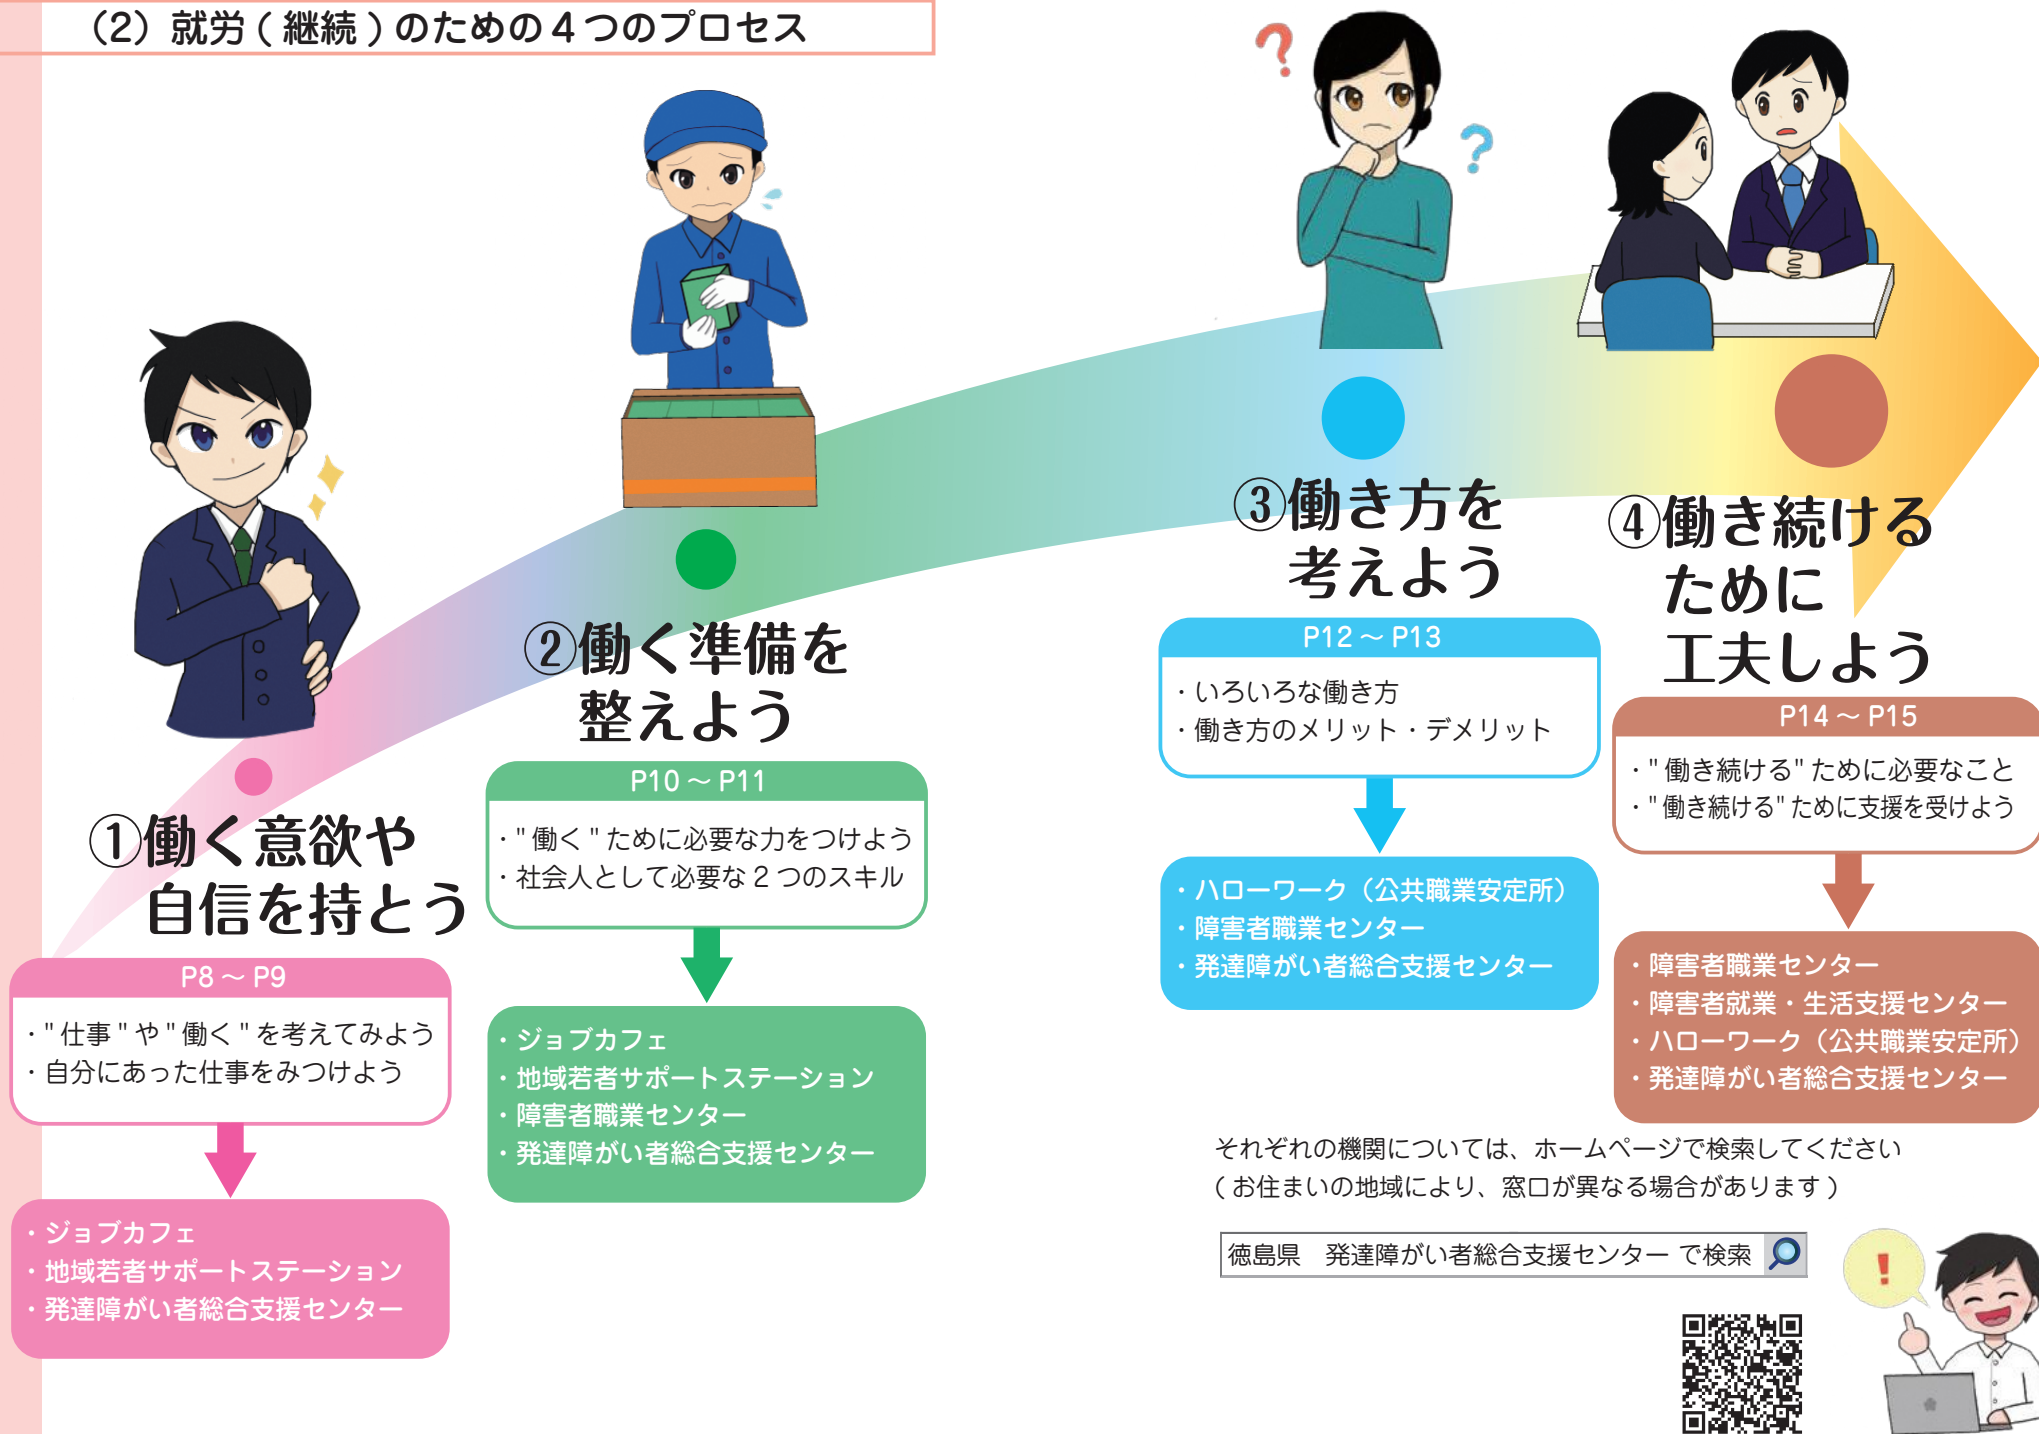 （2）就労 ( 継続 ) のための４つのプロセス
①働く意欲や
自信を持とう
P8～P9
・" 仕事 " や " 働く " を考えてみよう
・自分にあった仕事をみつけよう
・ジョブカフェ
・地域若者サポートステーション
・発達障がい者総合支援センター
②働く準備を
整えよう
P10～P11
・" 働く " ために必要な力をつけよう
・社会人として必要な 2 つのスキル
・ジョブカフェ
・地域若者サポートステーション
・障害者職業センター
・発達障がい者総合支援センター
? ?
③働き方を
考えよう
P12～P13
・いろいろな働き方
・働き方のメリット・デメリット
・ハローワーク（公共職業安定所）
・障害者職業センター
・発達障がい者総合支援センター
④働き続ける
ために
工夫しよう
P14～P15
・" 働き続ける" ために必要なこと
・" 働き続ける" ために支援を受けよう
・障害者職業センター
・障害者就業・生活支援センター
・ハローワーク（公共職業安定所）
・発達障がい者総合支援センター
それぞれの機関については、ホームページで検索してください
( お住まいの地域により、窓口が異なる場合があります )
徳島県　発達障がい者総合支援センター で検索
!